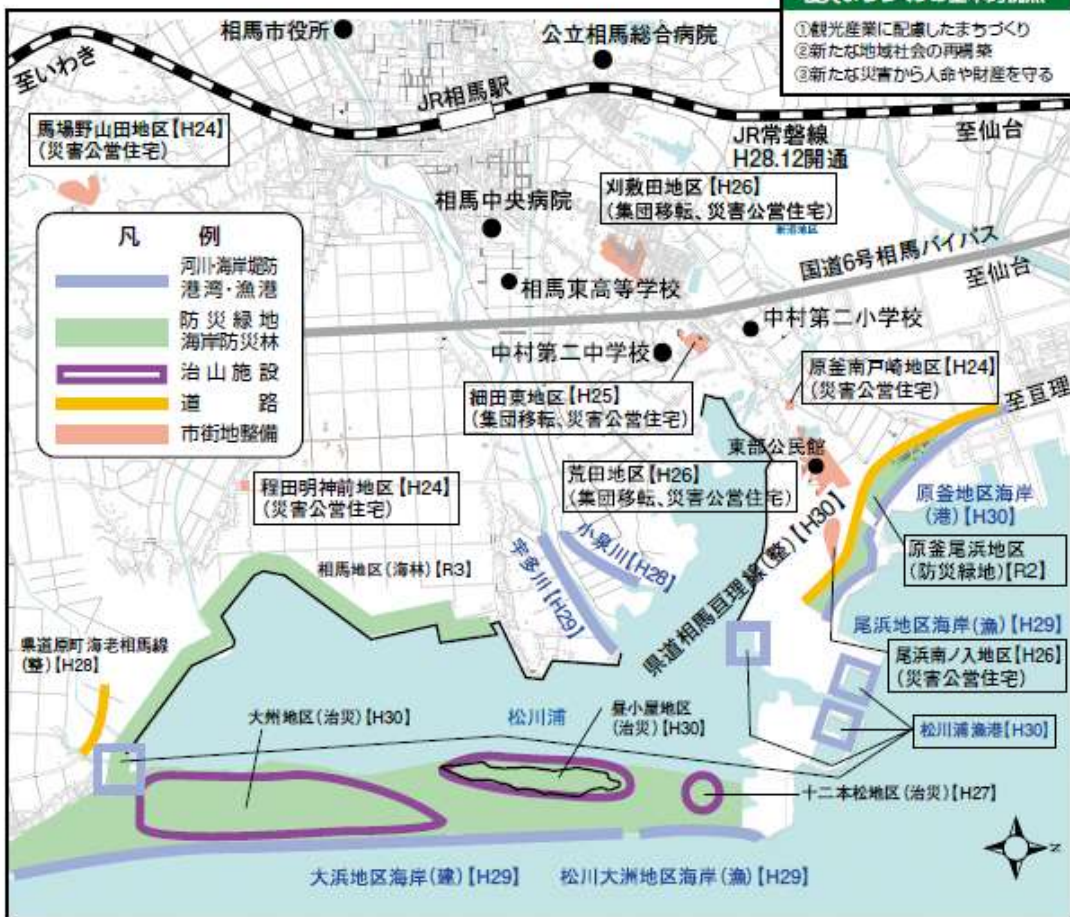 ①観光産業に配慮したまちづくり
②新たな地域社会の再構築
③新たな災害から人命や財産を守る
相馬市役所
公立相馬総合病院
至いわき
JR相馬駅
JR常磐線
H28.12開通
至仙台
馬場野山田地区【H24】
(災害公営住宅)
刈敷田地区【H26】
(集団移転、災害公営住宅)
相馬中央病院
凡 例
河川・海岸堤防
港湾・漁港
防災緑地
海岸防災林
治山施設
道 路
市街地整備
国道6号相馬バイパス
至仙台
相馬東高等学校
中村第二小学校
中村第二中学校
原釜南戸崎地区【H24】
(災害公営住宅)
至亘理
細田東地区【H25】
(集団移転、災害公営住宅)
東部公民館
程田明神前地区【H24】
(災害公営住宅)
荒田地区【H26】
(集団移転、災害公営住宅)
原釜地区海岸
(港)【H30】
小泉川【H28】
宇多川【H29】
県道相馬亘理線(整)【H30】
原釜尾浜地区
(防災緑地)【R2】
相馬地区(海林)【R3】
尾浜地区海岸(漁)【H29】
県道原町海老相馬線
(整)【H28】
尾浜南ノ入地区【H26】
(災害公営住宅)
大州地区(治災)【H30】
松川浦
昼小屋地区
(治災)【H30】
松川浦漁港【H30】
十二本松地区(治災)【H27】
大浜地区海岸(建)【H29】
松川大洲地区海岸(漁)【H29】
N